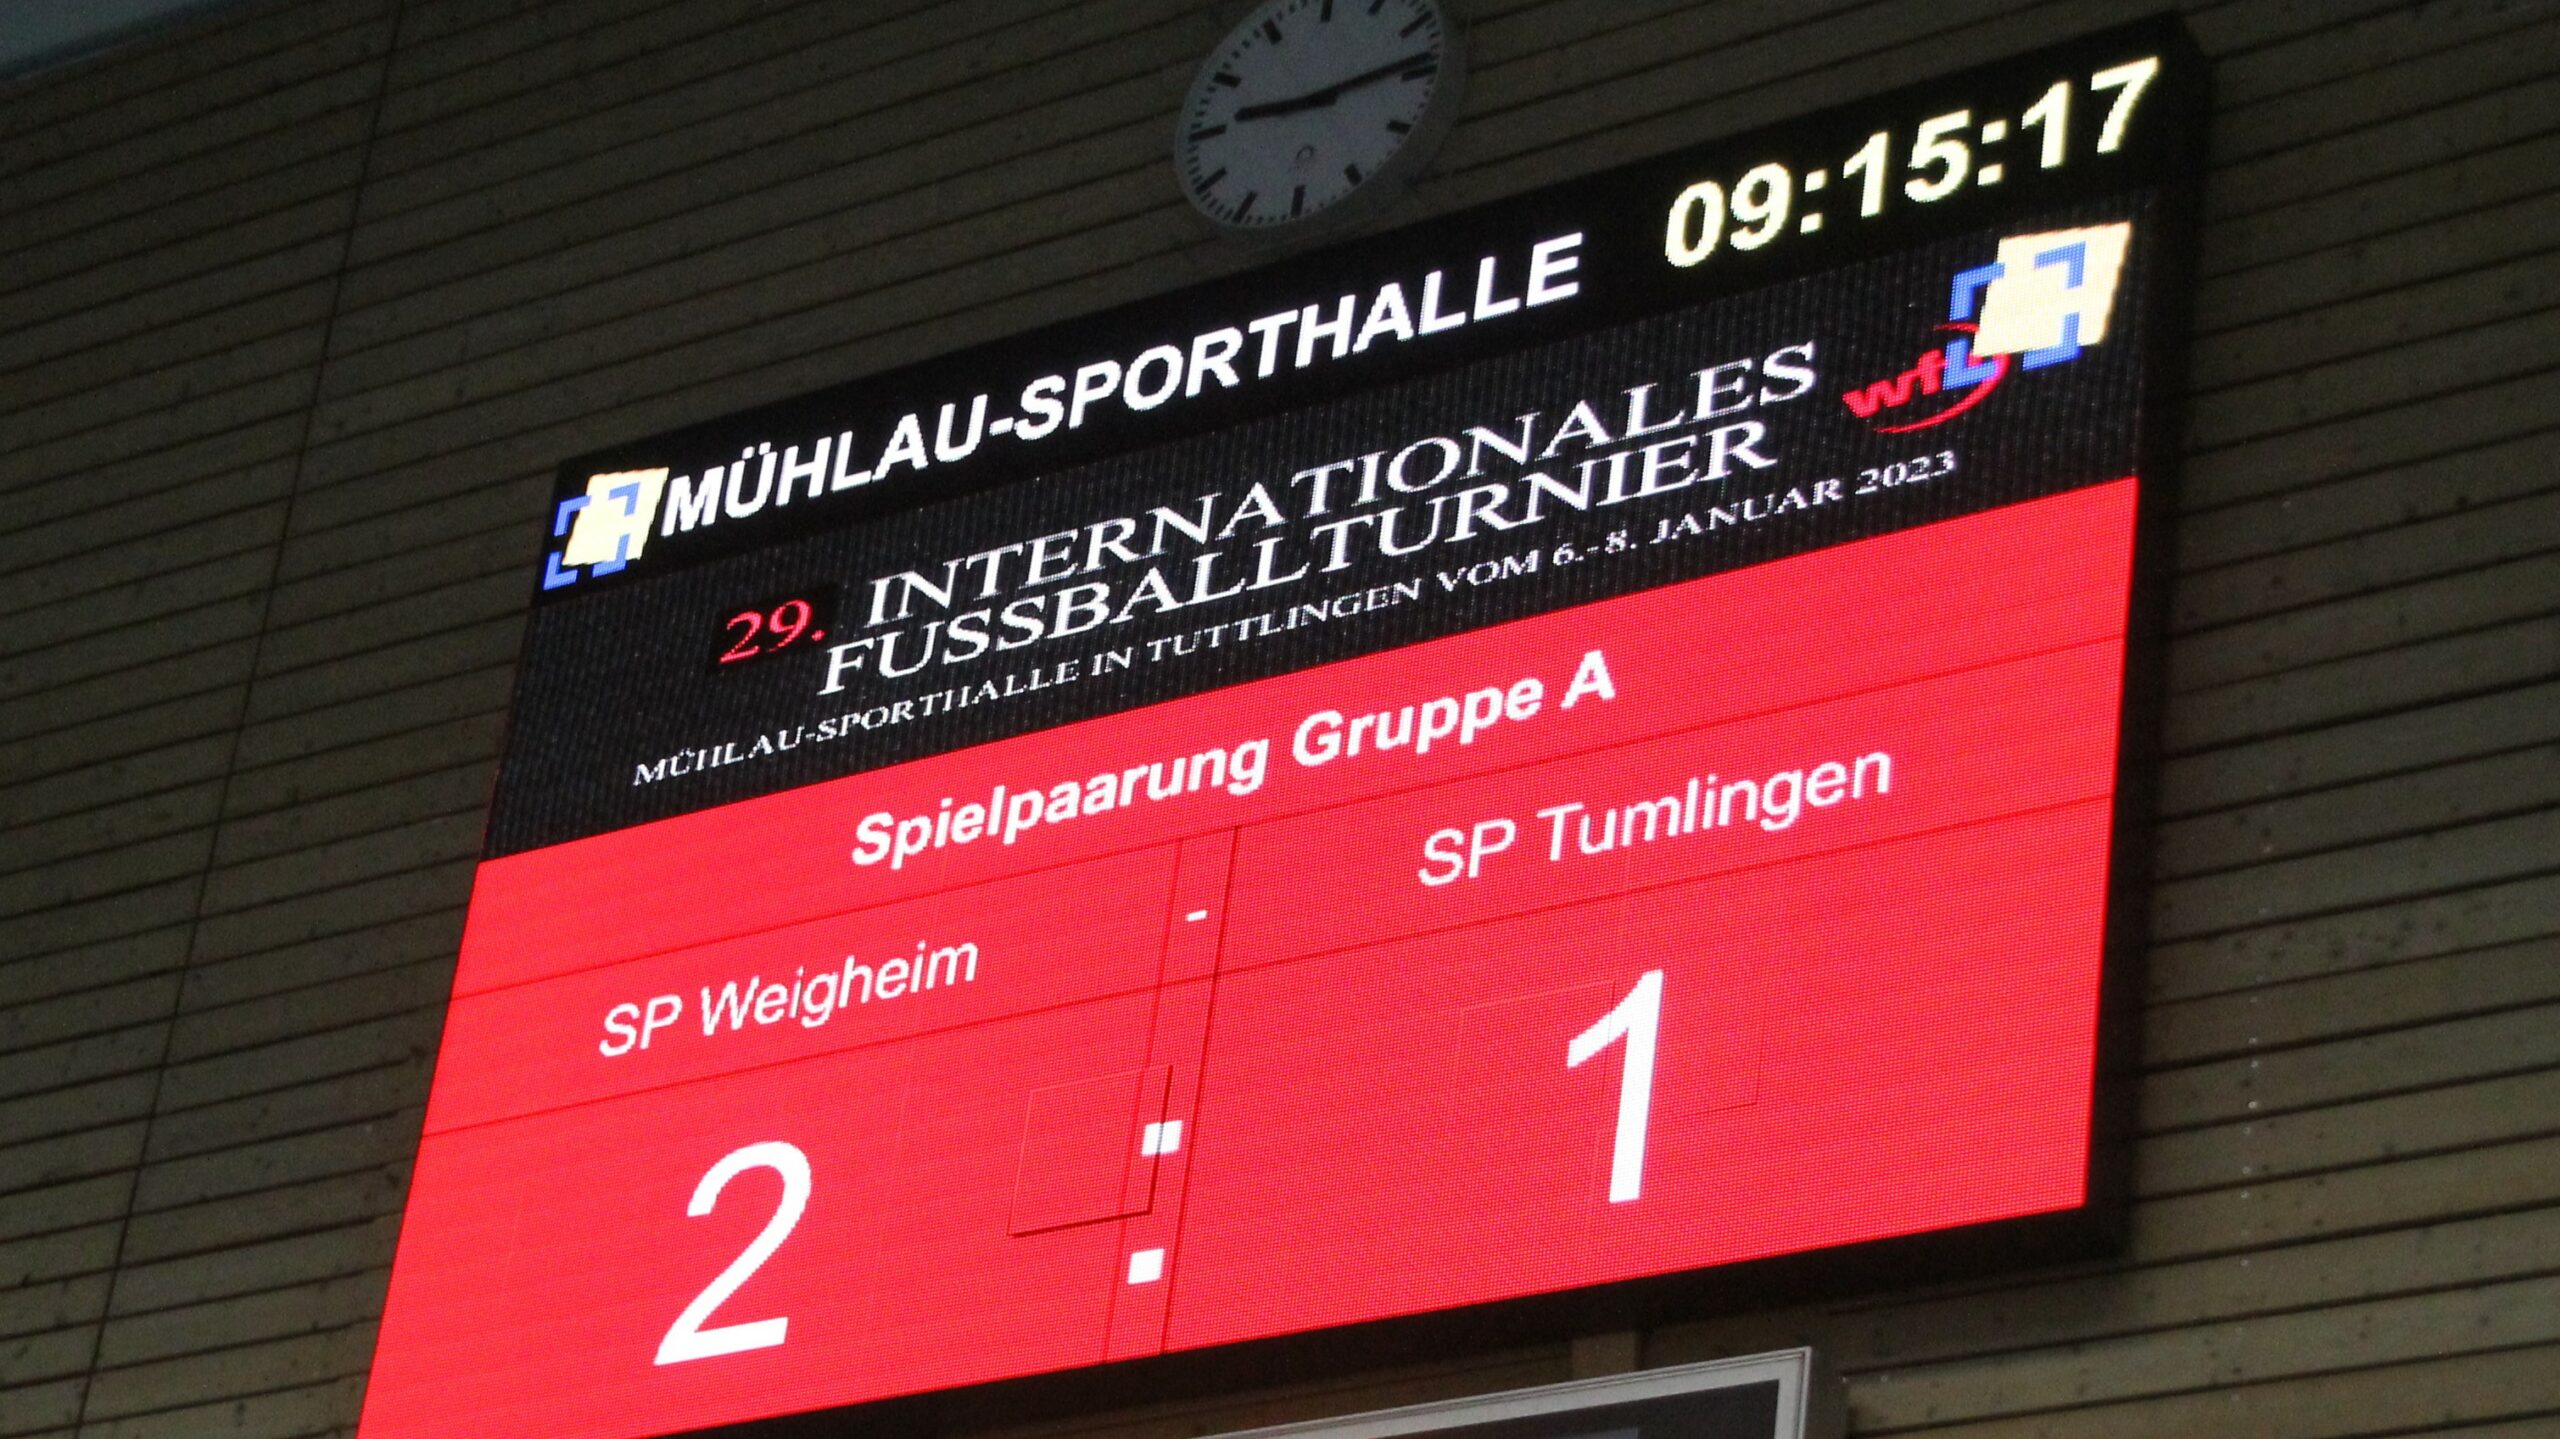 MÜHLAU-SPORTHALLE 09:15:17
29. INTERNATIONALES
FUSSBALLTURNIER
MÜHLAU-SPORTHALLE IN TUTTLINGEN VOM 6.-8. JANUAR 2023
Spielpaarung Gruppe A
SP Weigheim - SP Tumlingen
2 : 1